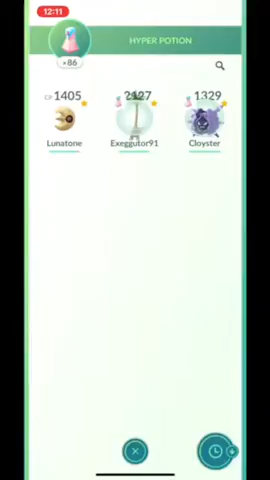 12:11
HYPER POTION
×86
CP1405
2127
1329
Lunatone
Exeggutor91
Cloyster